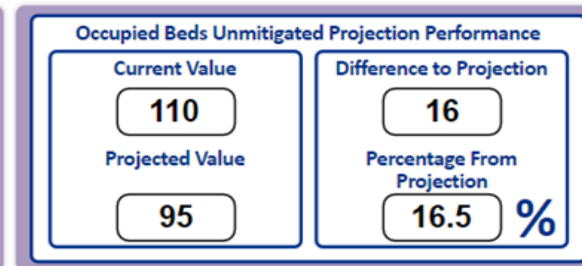 Occupied Beds Unmitigated Projection Performance
Current Value
110
Projected Value
95
Difference to Projection
16
Percentage From
Projection
16.5 %